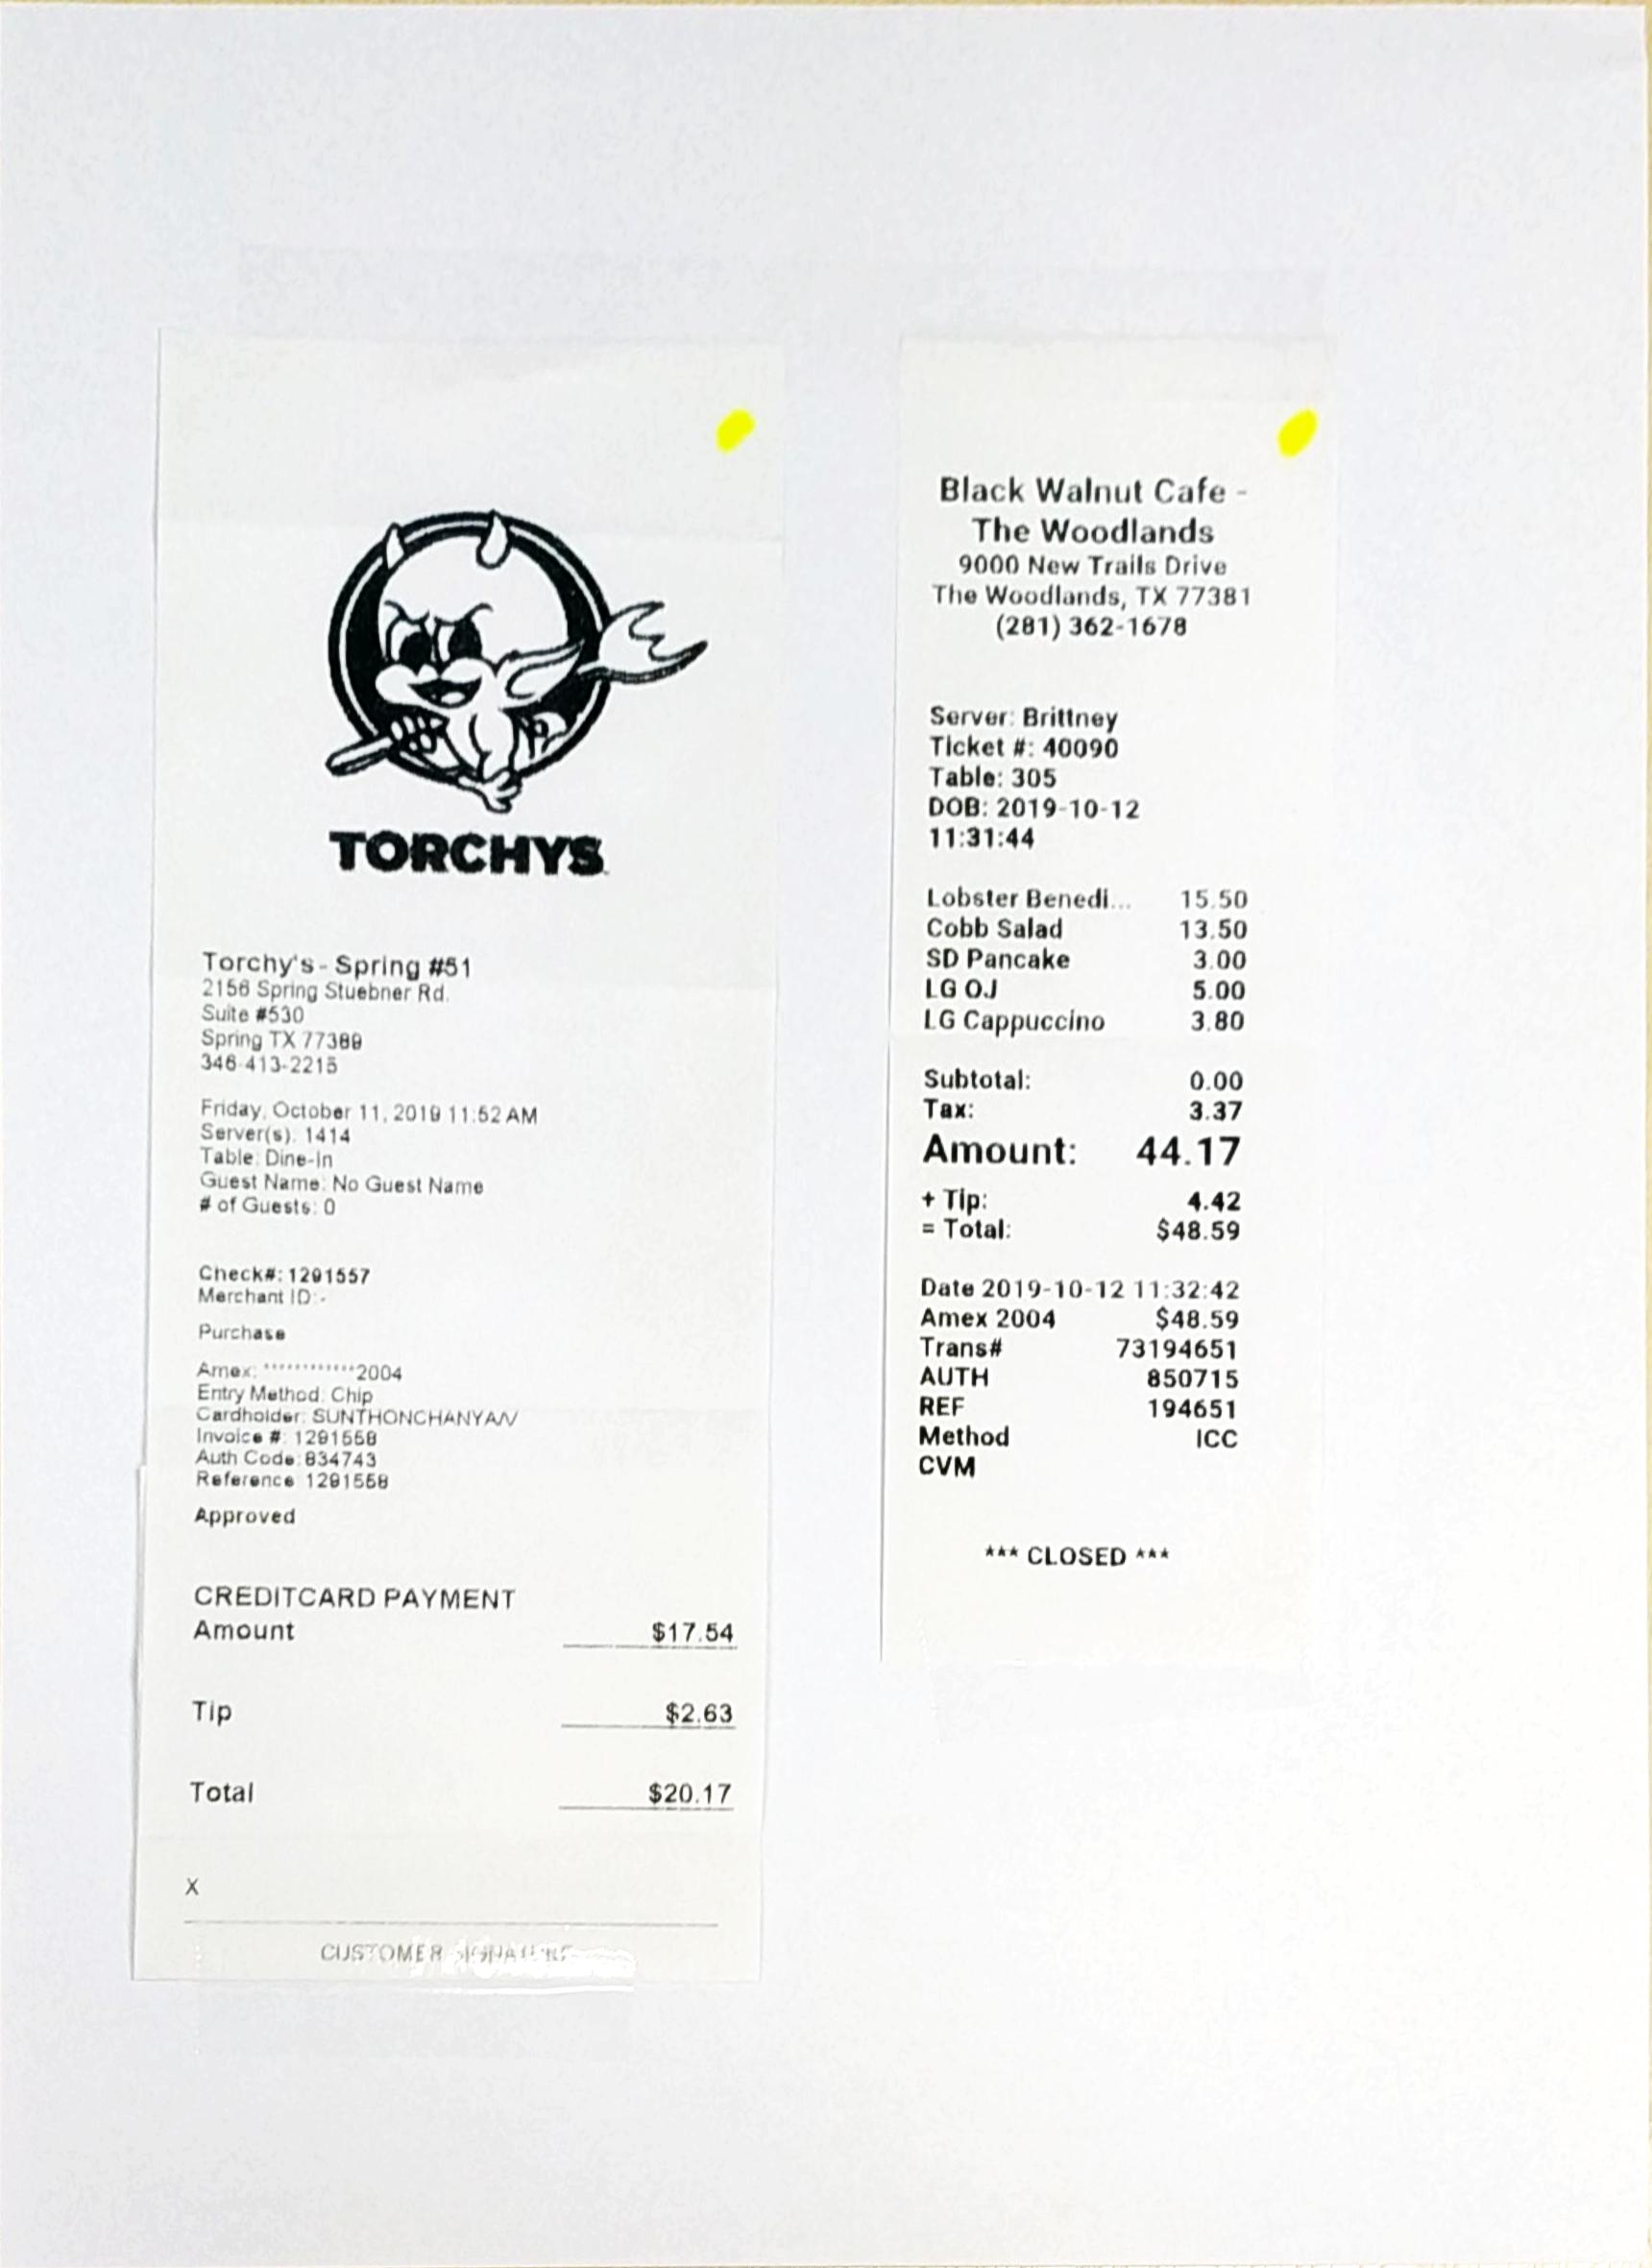 TORCHYS
Torchy's - Spring #51
2156 Spring Stuebner Rd.
Suite #530
Spring TX 77389
346-413-2215
Friday, October 11, 2019 11:52 AM
Server(s): 1414
Table: Dine-In
Guest Name: No Guest Name
# of Guests: 0
Check#: 1291557
Merchant ID: -
Purchase
Amex: ************2004
Entry Method: Chip
Cardholder: SUNTHONCHANYA/V
Invoice #: 1291558
Auth Code: 834743
Reference: 1291558
Approved
CREDITCARD PAYMENT
Amount $17.54
Tip $2.63
Total $20.17
X
CUSTOMER SIGNATURE
Black Walnut Cafe -
The Woodlands
9000 New Trails Drive
The Woodlands, TX 77381
(281) 362-1678
Server: Brittney
Ticket #: 40090
Table: 305
DOB: 2019-10-12
11:31:44
Lobster Benedi... 15.50
Cobb Salad 13.50
SD Pancake 3.00
LG OJ 5.00
LG Cappuccino 3.80
Subtotal: 0.00
Tax: 3.37
Amount: 44.17
+ Tip: 4.42
= Total: $48.59
Date 2019-10-12 11:32:42
Amex 2004 $48.59
Trans# 73194651
AUTH 850715
REF 194651
Method ICC
CVM
*** CLOSED ***